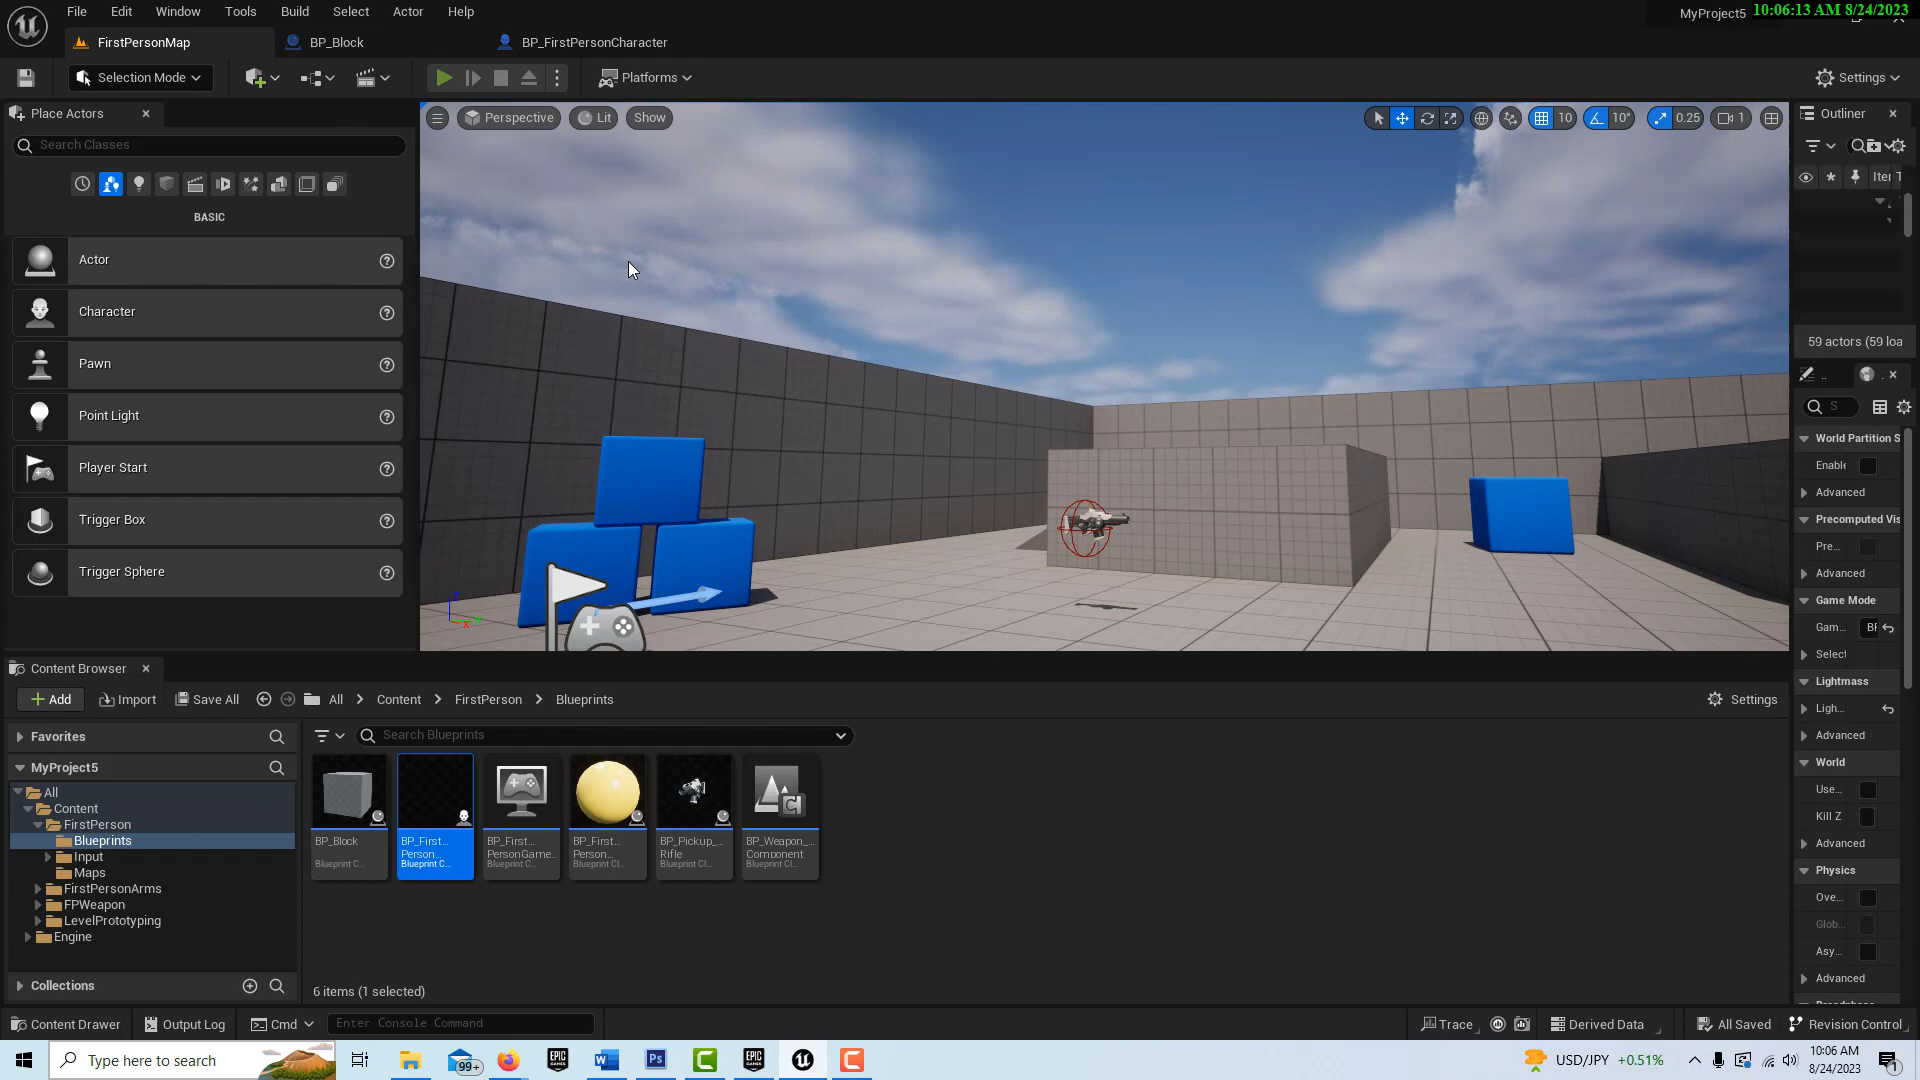 File Edit Window Tools Build Select Actor Help
MyProject5
10:06:13 AM 8/24/2023
FirstPersonMap
BP_Block
BP_FirstPersonCharacter
Selection Mode
Platforms
Settings
Place Actors
Search Classes
BASIC
Actor
Character
Pawn
Point Light
Player Start
Trigger Box
Trigger Sphere
Perspective
Lit
Show
10
10°
0.25
1
Outliner
59 actors (59 loa
World Partition S
Enable
Advanced
Precomputed Vis
Pre...
Advanced
Game Mode
Gam...
Select
Lightmass
Ligh...
Advanced
World
Use...
Kill Z
Advanced
Physics
Ove...
Glob...
Asy...
Advanced
Content Browser
Add
Import
Save All
All
Content
FirstPerson
Blueprints
Settings
Favorites
MyProject5
All
Content
FirstPerson
Blueprints
Input
Maps
FirstPersonArms
FPWeapon
LevelPrototyping
Engine
Collections
Search Blueprints
BP_Block
Blueprint C...
BP_First...
Person...
Blueprint C...
BP_First...
PersonGame...
Blueprint C...
BP_First...
Person...
Blueprint Cl...
BP_Pickup_...
Rifle
Blueprint Cl...
BP_Weapon_...
Component
Blueprint Cl...
6 items (1 selected)
Content Drawer
Output Log
Cmd
Enter Console Command
Trace
Derived Data
All Saved
Revision Control
Type here to search
99+
USD/JPY +0.51%
10:06 AM
8/24/2023
1